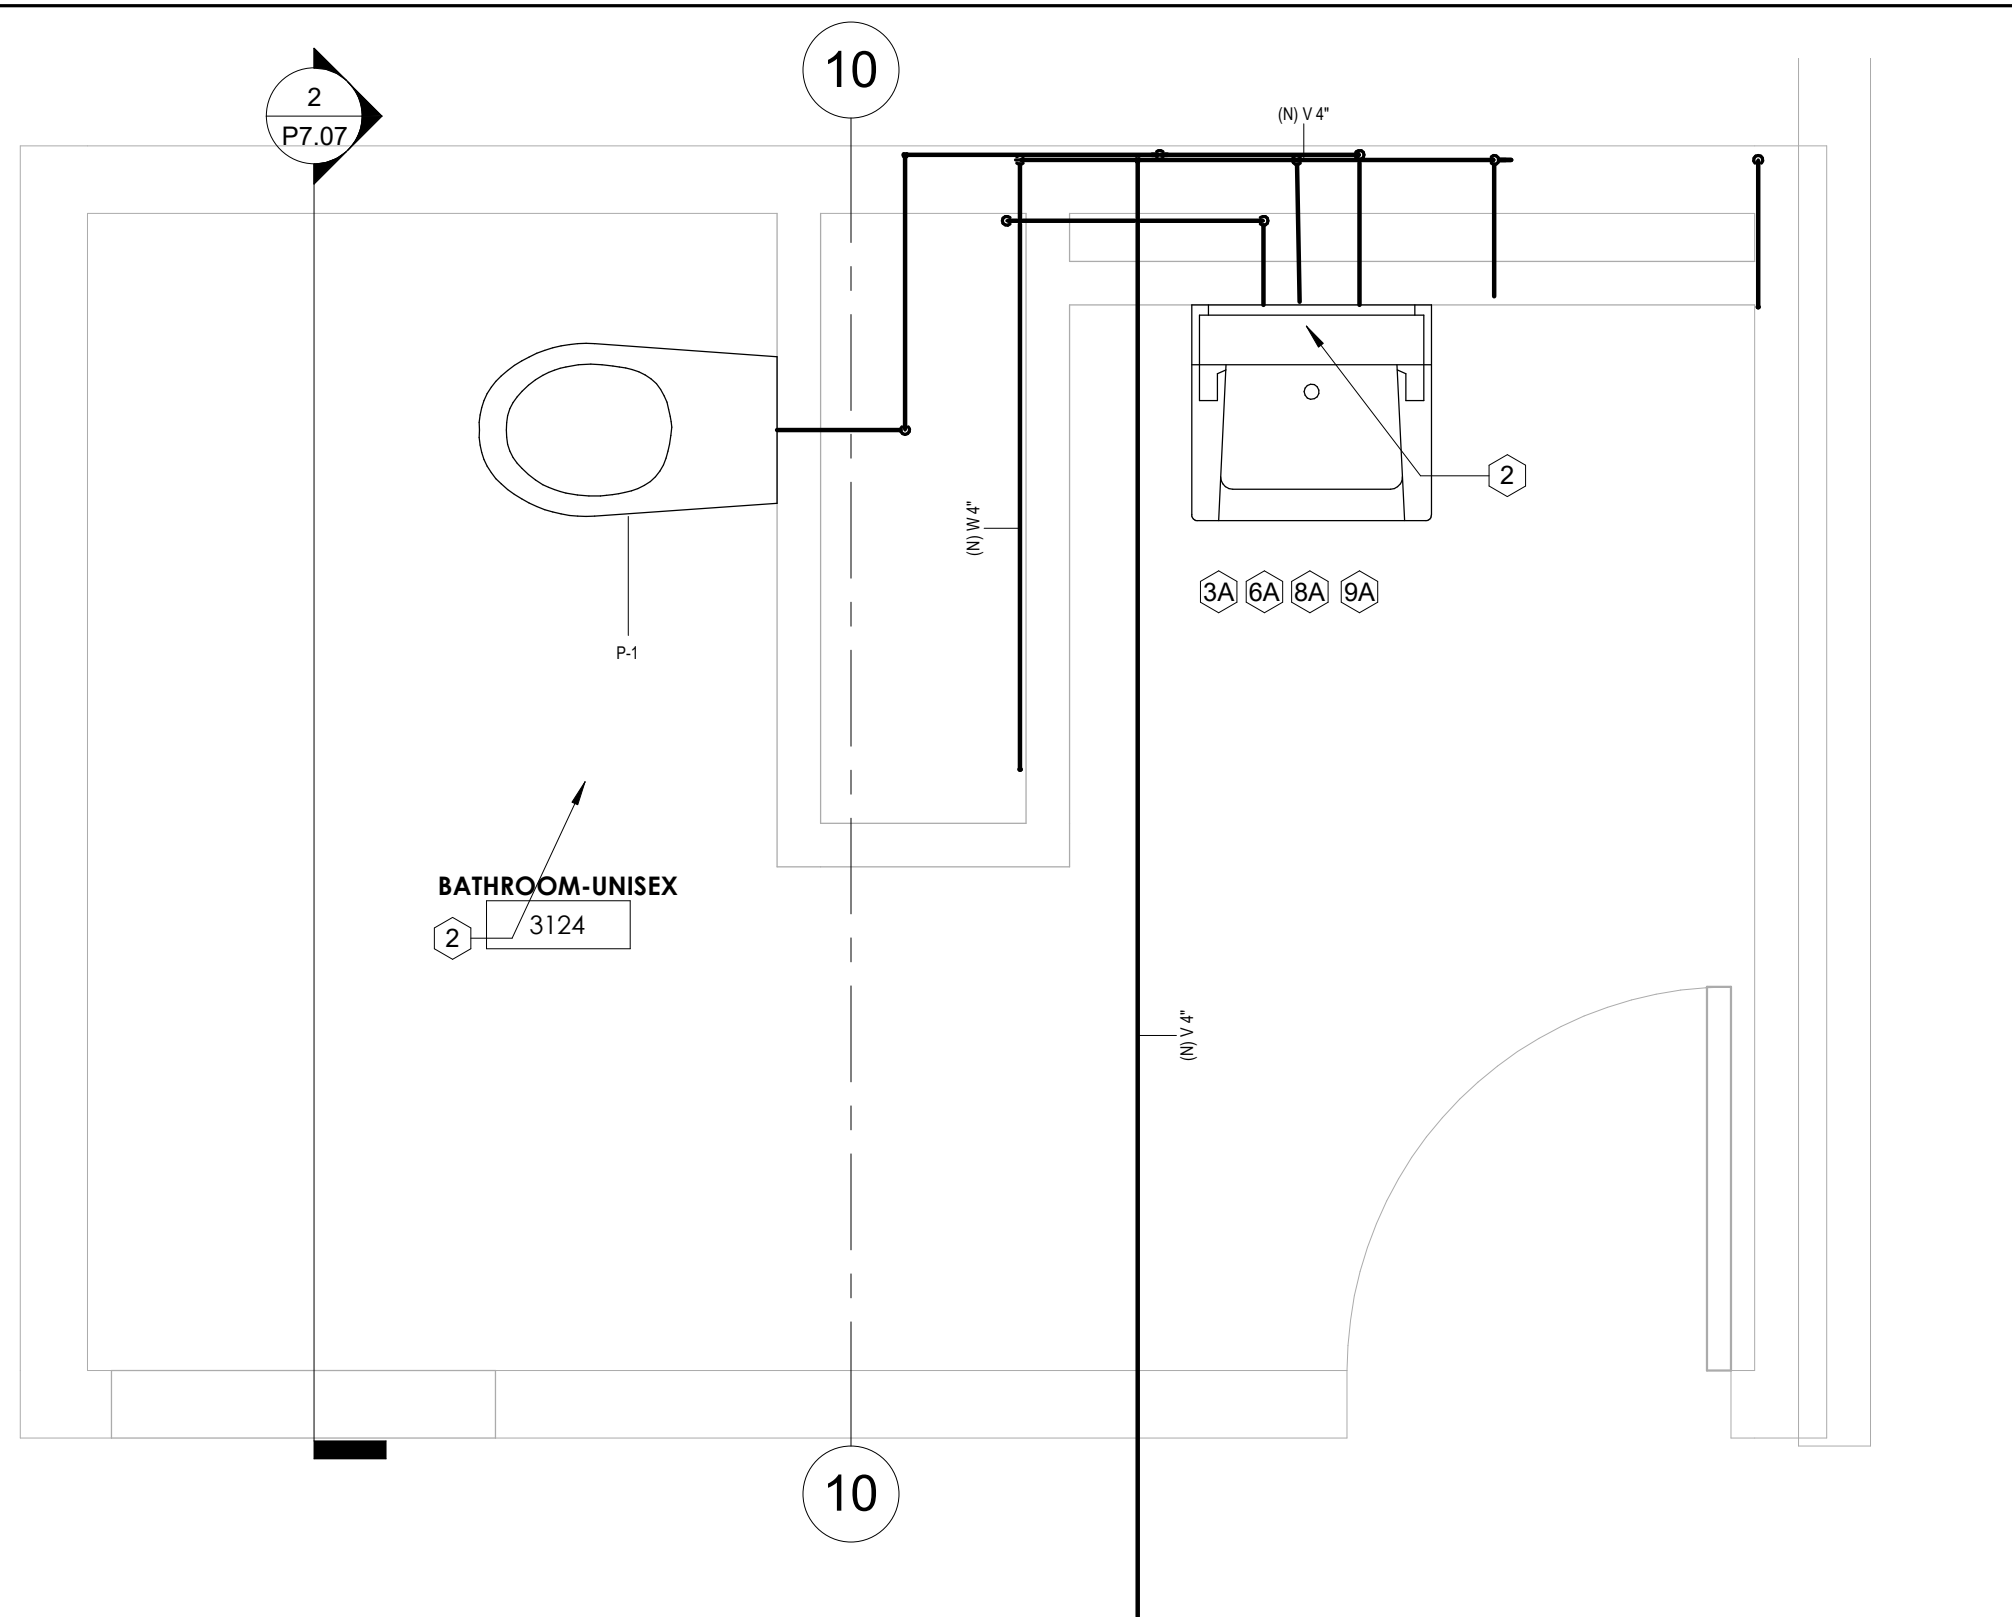 10
2
P7.07
(N) V 4"
2
(N) W 4"
3A 6A 8A 9A
P-1
BATHROOM-UNISEX
3124
2
(N) V 4"
10